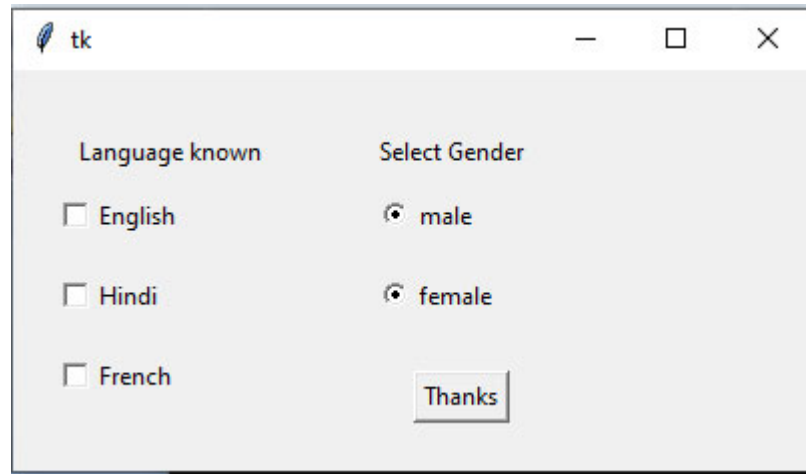 tk
Language known
Select Gender
English
male
Hindi
female
French
Thanks